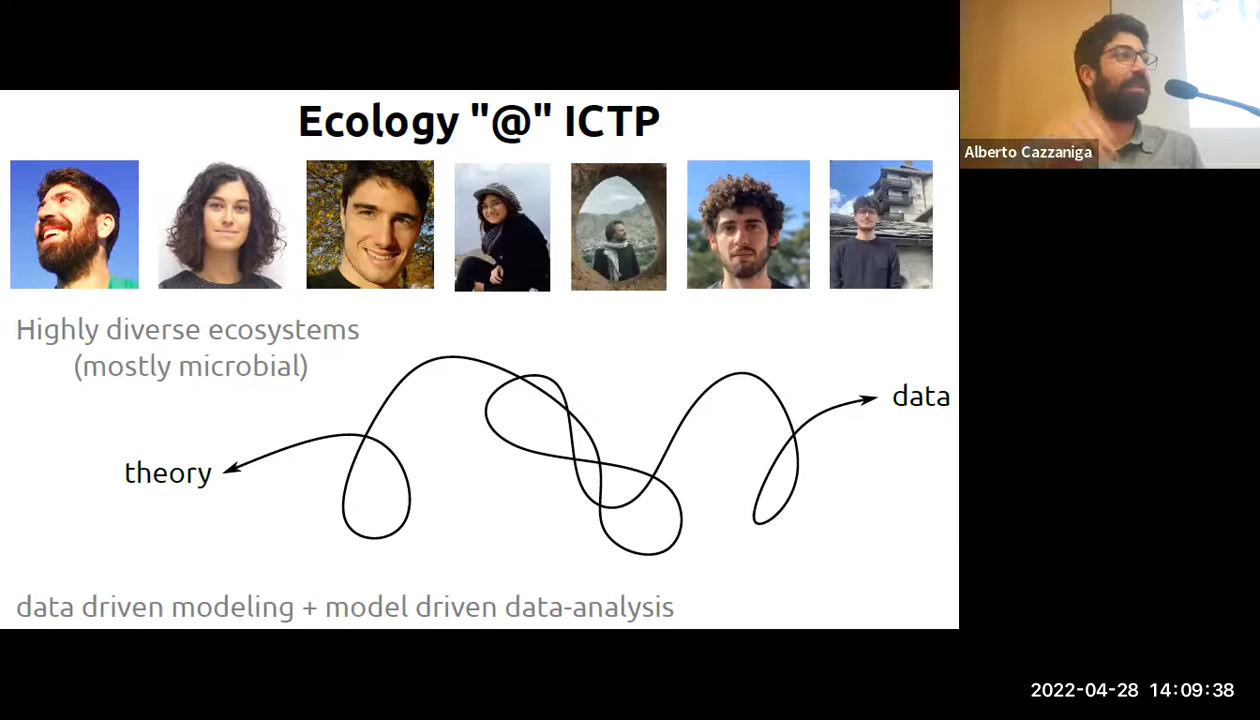 Ecology "@" ICTP
Alberto Cazzaniga
Highly diverse ecosystems
(mostly microbial)
data
theory
data driven modeling + model driven data-analysis
2022-04-28 14:09:38